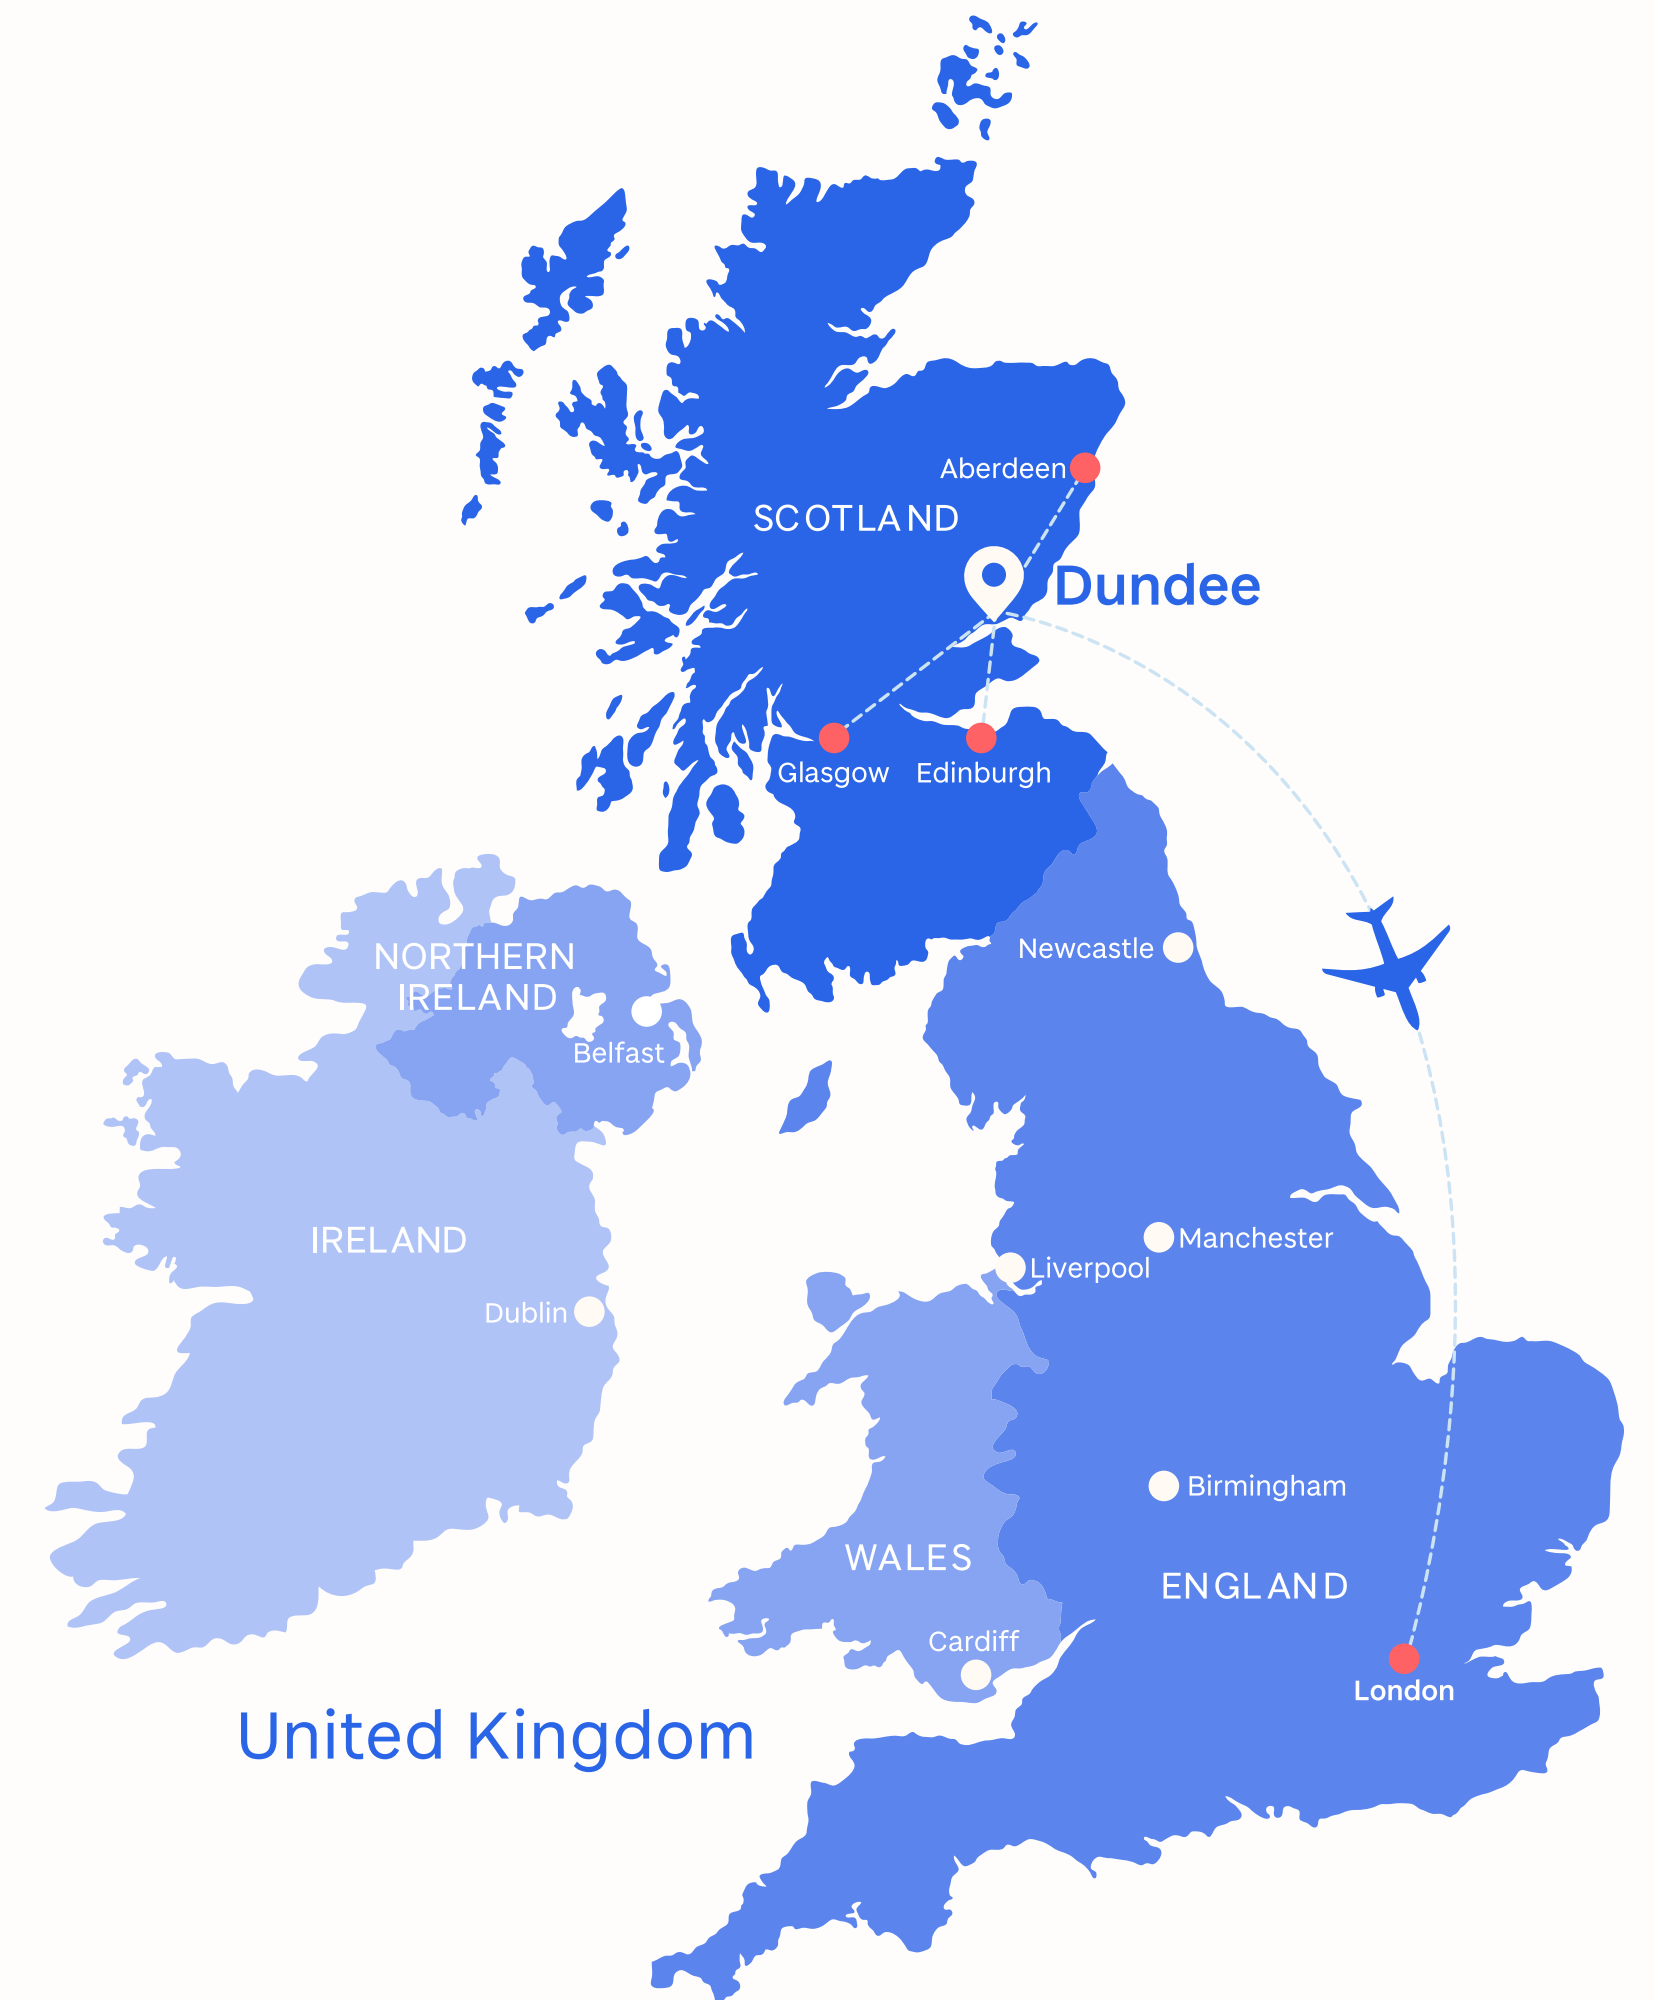 Aberdeen
SCOTLAND
Dundee
Glasgow
Edinburgh
NORTHERN
IRELAND
Newcastle
Belfast
IRELAND
Manchester
Liverpool
Dublin
Birmingham
WALES
ENGLAND
Cardiff
London
United Kingdom